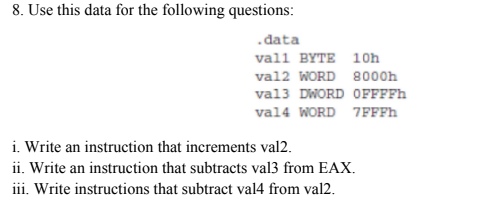 8. Use this data for the following questions:
.data
val1 BYTE 10h
val2 WORD 8000h
val3 DWORD 0FFFFh
val4 WORD 7FFFh
i. Write an instruction that increments val2.
ii. Write an instruction that subtracts val3 from EAX.
iii. Write instructions that subtract val4 from val2.